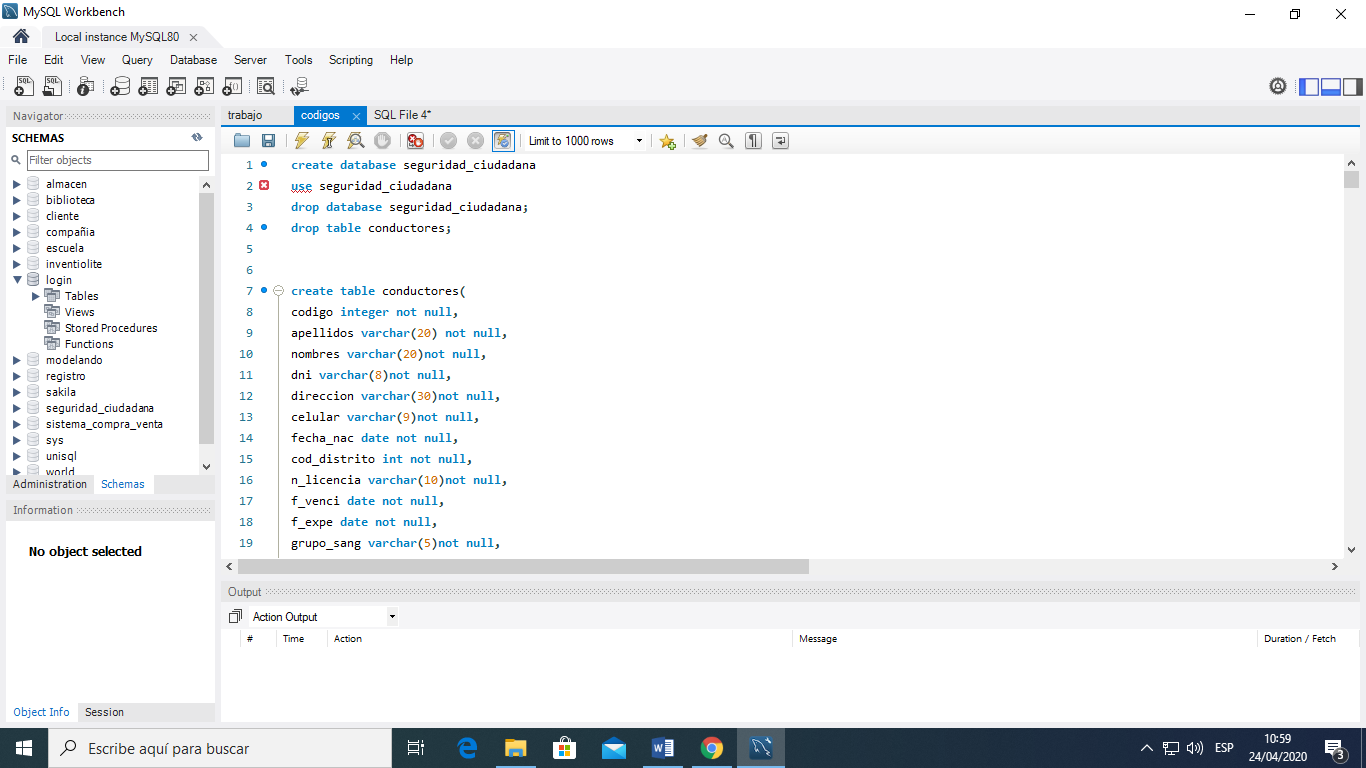 MySQL Workbench
Local instance MySQL80
File Edit View Query Database Server Tools Scripting Help
Navigator
SCHEMAS
Filter objects
almacen
biblioteca
cliente
compañia
escuela
inventiolite
login
Tables
Views
Stored Procedures
Functions
modelando
registro
sakila
seguridad_ciudadana
sistema_compra_venta
sys
unisql
world
Administration Schemas
Information
No object selected
Object Info Session
trabajo codigos SQL File 4*
Limit to 1000 rows
1 create database seguridad_ciudadana
2 use seguridad_ciudadana
3 drop database seguridad_ciudadana;
4 drop table conductores;
5
6
7 create table conductores(
8 codigo integer not null,
9 apellidos varchar(20) not null,
10 nombres varchar(20)not null,
11 dni varchar(8)not null,
12 direccion varchar(30)not null,
13 celular varchar(9)not null,
14 fecha_nac date not null,
15 cod_distrito int not null,
16 n_licencia varchar(10)not null,
17 f_venci date not null,
18 f_expe date not null,
19 grupo_sang varchar(5)not null,
Output
Action Output
# Time Action Message Duration / Fetch
Escribe aquí para buscar
ESP
10:59
24/04/2020
3